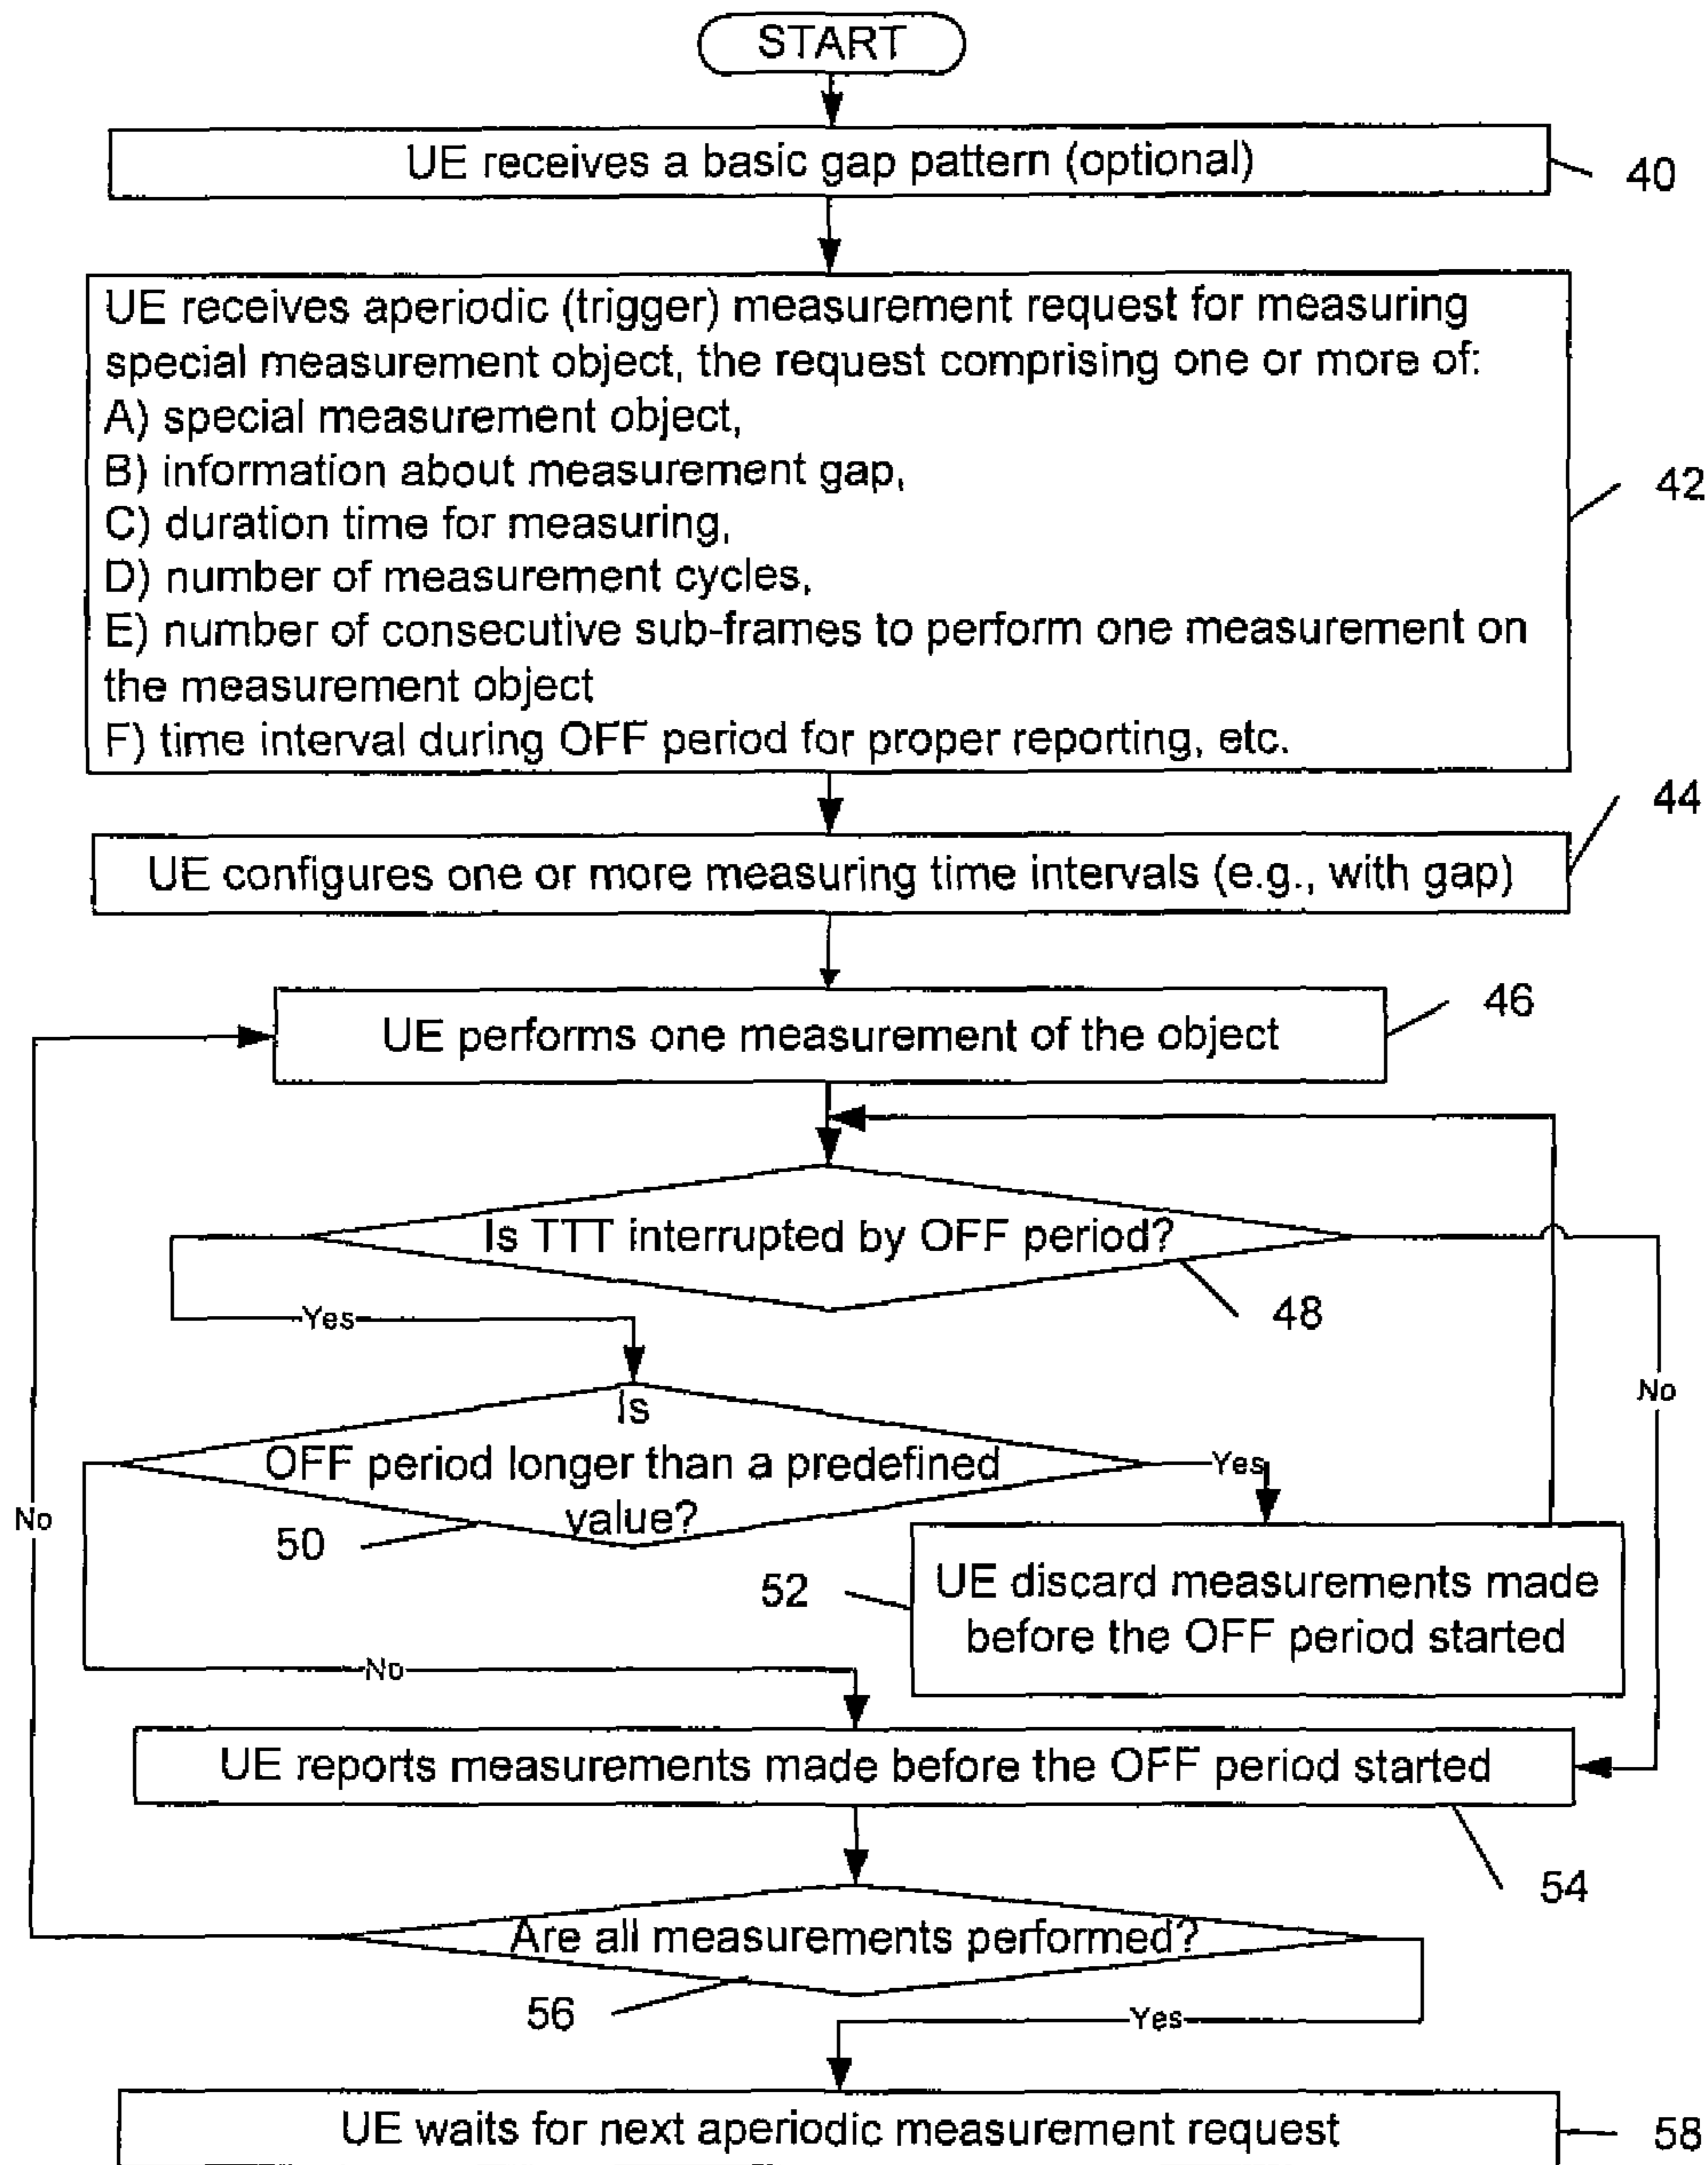 START
UE receives a basic gap pattern (optional)
40
UE receives aperiodic (trigger) measurement request for measuring
special measurement object, the request comprising one or more of:
A) special measurement object,
B) information about measurement gap,
C) duration time for measuring,
D) number of measurement cycles,
E) number of consecutive sub-frames to perform one measurement on
the measurement object
F) time interval during OFF period for proper reporting, etc.
42
44
UE configures one or more measuring time intervals (e.g., with gap)
46
UE performs one measurement of the object
Is TTT interrupted by OFF period?
48
Yes
No
Is
OFF period longer than a predefined
value?
50
Yes
No
52
UE discard measurements made
before the OFF period started
No
UE reports measurements made before the OFF period started
54
Are all measurements performed?
56
Yes
UE waits for next aperiodic measurement request
58